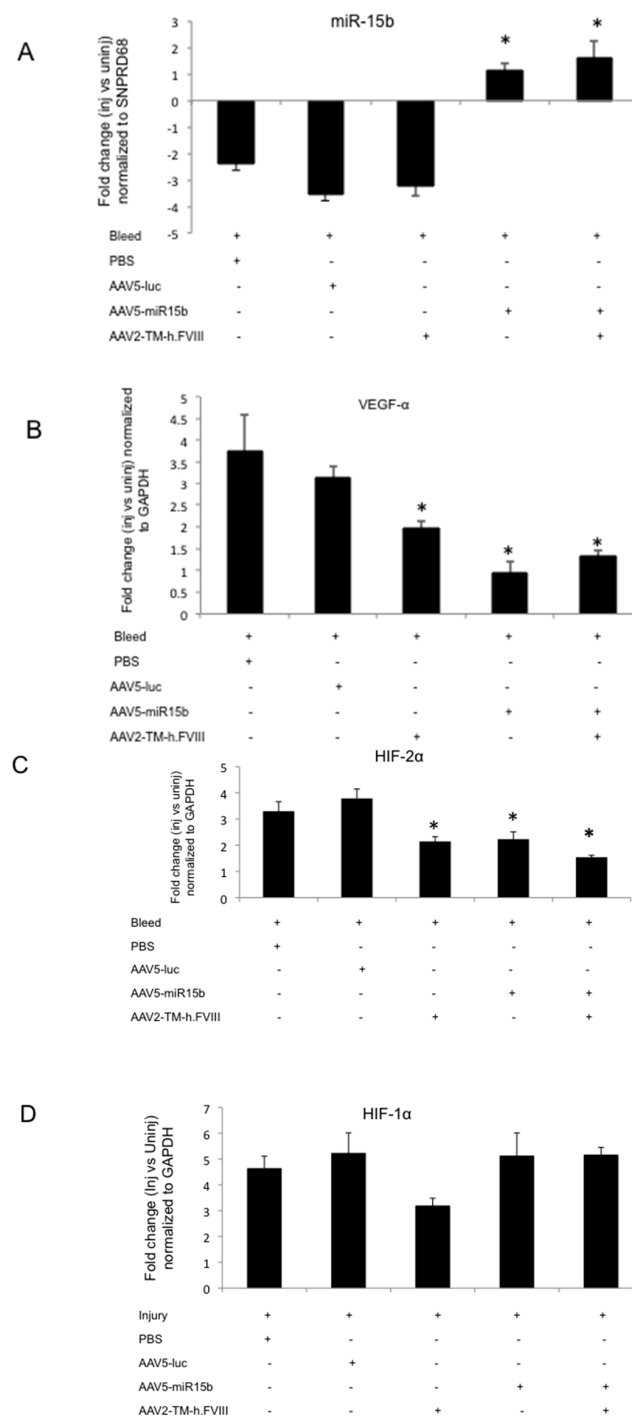 A
miR-15b
Fold change (inj vs uninj)
normalized to SNPRD68
3
2
1
0
-1
-2
-3
-4
-5
* *
Bleed + + + + +
PBS + - - - -
AAV5-luc - + - - -
AAV5-miR15b - - - + +
AAV2-TM-h.FVIII - - + - +
B
VEGF-α
Fold change (inj vs uninj) normalized
to GAPDH
5
4.5
4
3.5
3
2.5
2
1.5
1
0.5
0
* * *
Bleed + + + + +
PBS + - - - -
AAV5-luc - + - - -
AAV5-miR15b - - - + +
AAV2-TM-h.FVIII - - + - +
C
HIF-2α
Fold change (inj vs uninj)
normalized to GAPDH
5
4
3
2
1
0
* * *
Bleed + + + + +
PBS + - - - -
AAV5-luc - + - - -
AAV5-miR15b - - - + +
AAV2-TM-h.FVIII - - + - +
D
HIF-1α
Fold change (Inj vs Uninj)
normalized to GAPDH
7
6
5
4
3
2
1
0
Injury + + + + +
PBS + - - - -
AAV5-luc - + - - -
AAV5-miR15b - - - + +
AAV2-TM-h.FVIII - - + - +